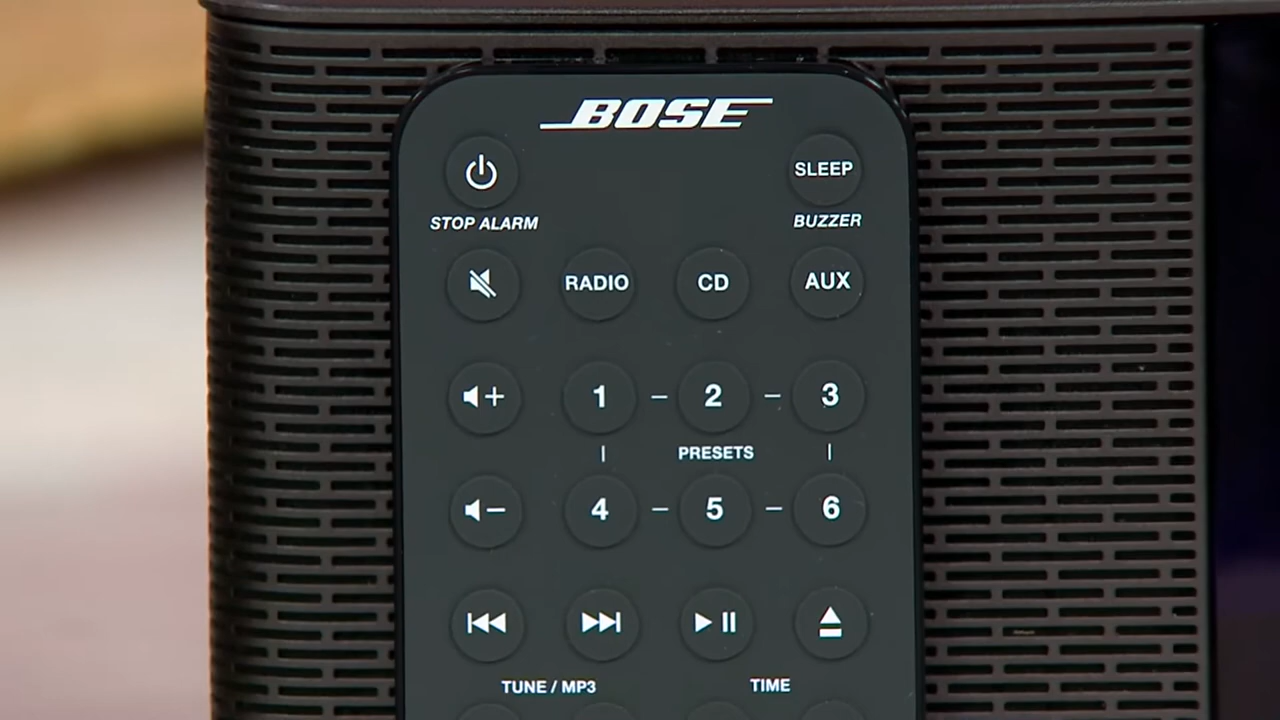 BOSE
SLEEP
STOP ALARM BUZZER
RADIO CD AUX
1 – 2 – 3
PRESETS
4 – 5 – 6
TUNE / MP3 TIME